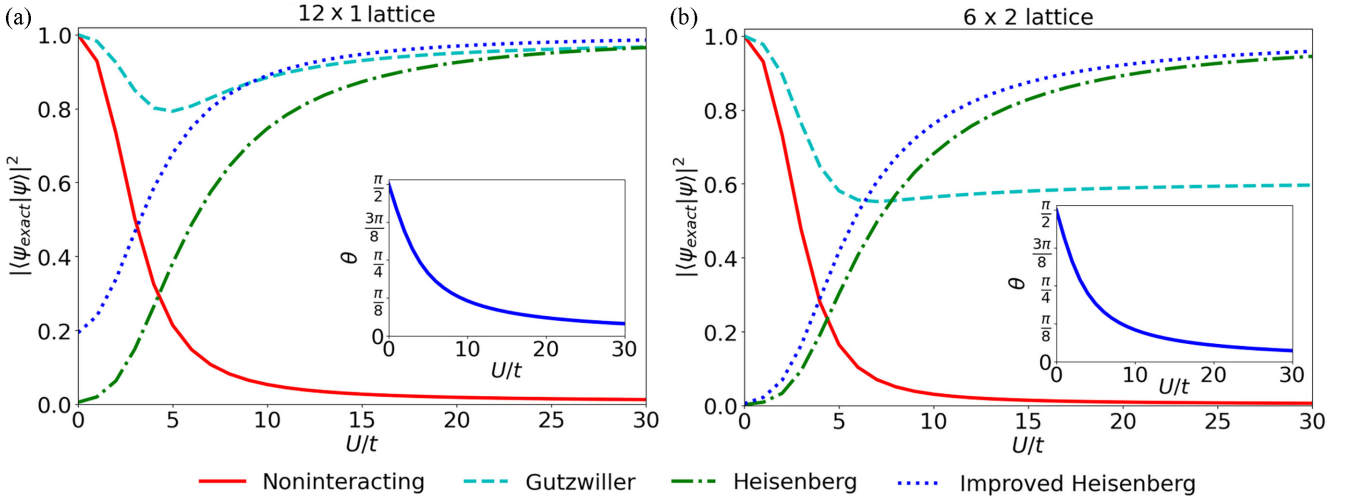 (a)
12 x 1 lattice
1.0
0.8
0.6
0.4
0.2
0.0
|⟨ψ_exact|ψ⟩|²
0
5
10
15
20
25
30
U/t
π/2
3π/8
π/4
π/8
0
θ
0
10
20
30
U/t
(b)
6 x 2 lattice
1.0
0.8
0.6
0.4
0.2
0.0
|⟨ψ_exact|ψ⟩|²
0
5
10
15
20
25
30
U/t
π/2
3π/8
π/4
π/8
0
θ
0
10
20
30
U/t
Noninteracting
Gutzwiller
Heisenberg
Improved Heisenberg